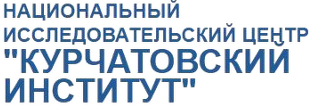 НАЦИОНАЛЬНЫЙ
ИССЛЕДОВАТЕЛЬСКИЙ ЦЕНТР
"КУРЧАТОВСКИЙ
ИНСТИТУТ"